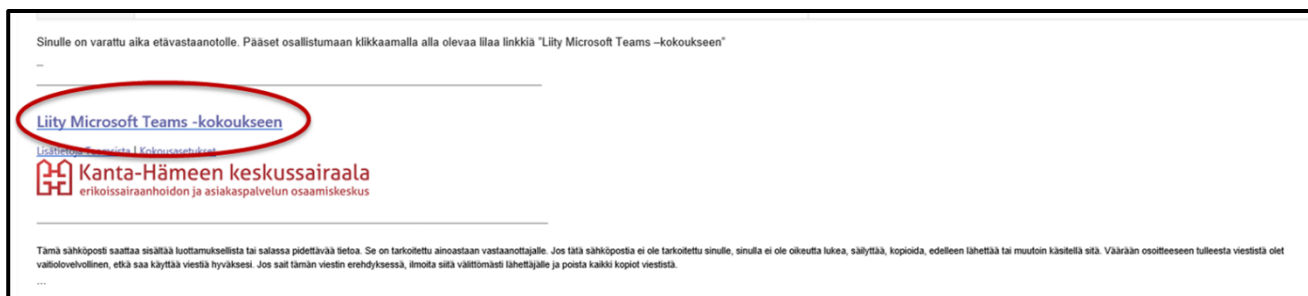 Sinulle on varattu aika etävastaanotolle. Pääset osallistumaan klikkaamalla alla olevaa lilaa linkkiä "Liity Microsoft Teams –kokoukseen"
Liity Microsoft Teams -kokoukseen
Lisätietoja Teamsista | Kokousasetukset
Kanta-Hämeen keskussairaala
erikoissairaanhoidon ja asiakaspalvelun osaamiskeskus
Tämä sähköposti saattaa sisältää luottamuksellista tai salassa pidettävää tietoa. Se on tarkoitettu ainoastaan vastaanottajalle. Jos tätä sähköpostia ei ole tarkoitettu sinulle, sinulla ei ole oikeutta lukea, säilyttää, kopioida, edelleen lähettää tai muutoin käsitellä sitä. Väärään osoitteeseen tulleesta viestistä olet
vaitiolovelvollinen, etkä saa käyttää viestiä hyväksesi. Jos sait tämän viestin erehdyksessä, ilmoita siitä välittömästi lähettäjälle ja poista kaikki kopiot viestistä.
...